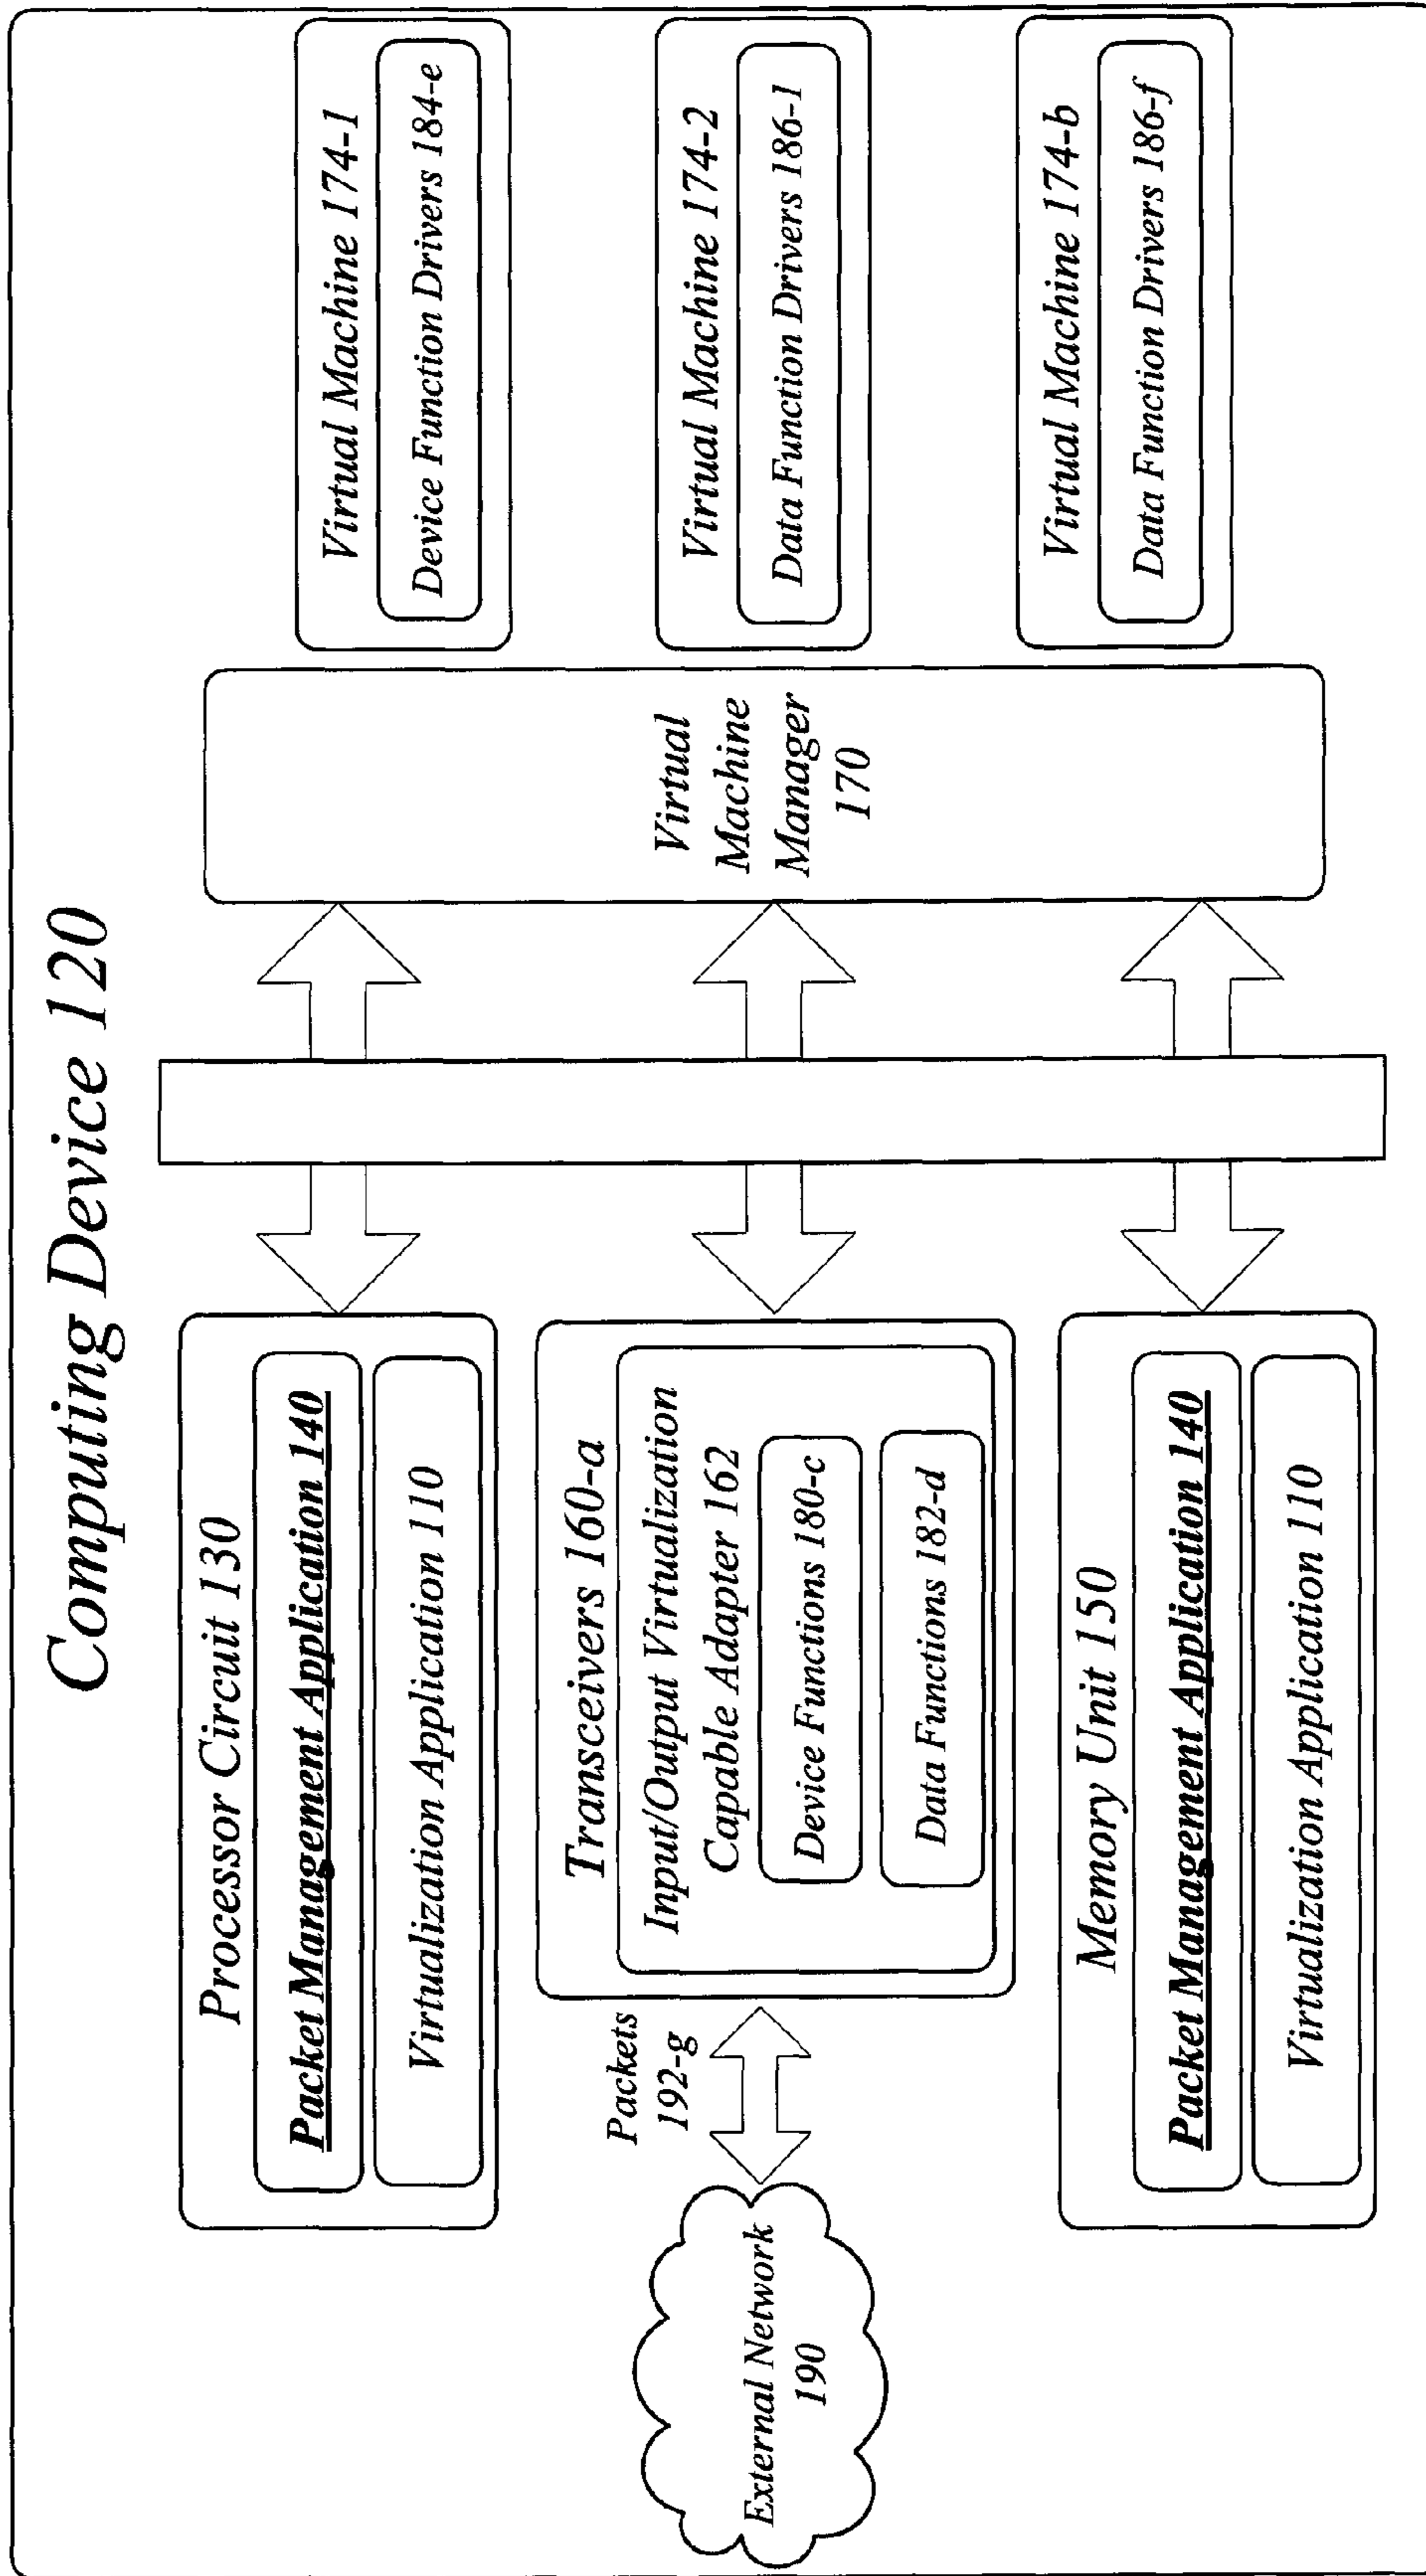 Computing Device 120
Processor Circuit 130
Packet Management Application 140
Virtualization Application 110
External Network
190
Packets
192-g
Transceivers 160-a
Input/Output Virtualization
Capable Adapter 162
Device Functions 180-c
Data Functions 182-d
Memory Unit 150
Packet Management Application 140
Virtualization Application 110
Virtual
Machine
Manager
170
Virtual Machine 174-1
Device Function Drivers 184-e
Virtual Machine 174-2
Data Function Drivers 186-1
Virtual Machine 174-b
Data Function Drivers 186-f